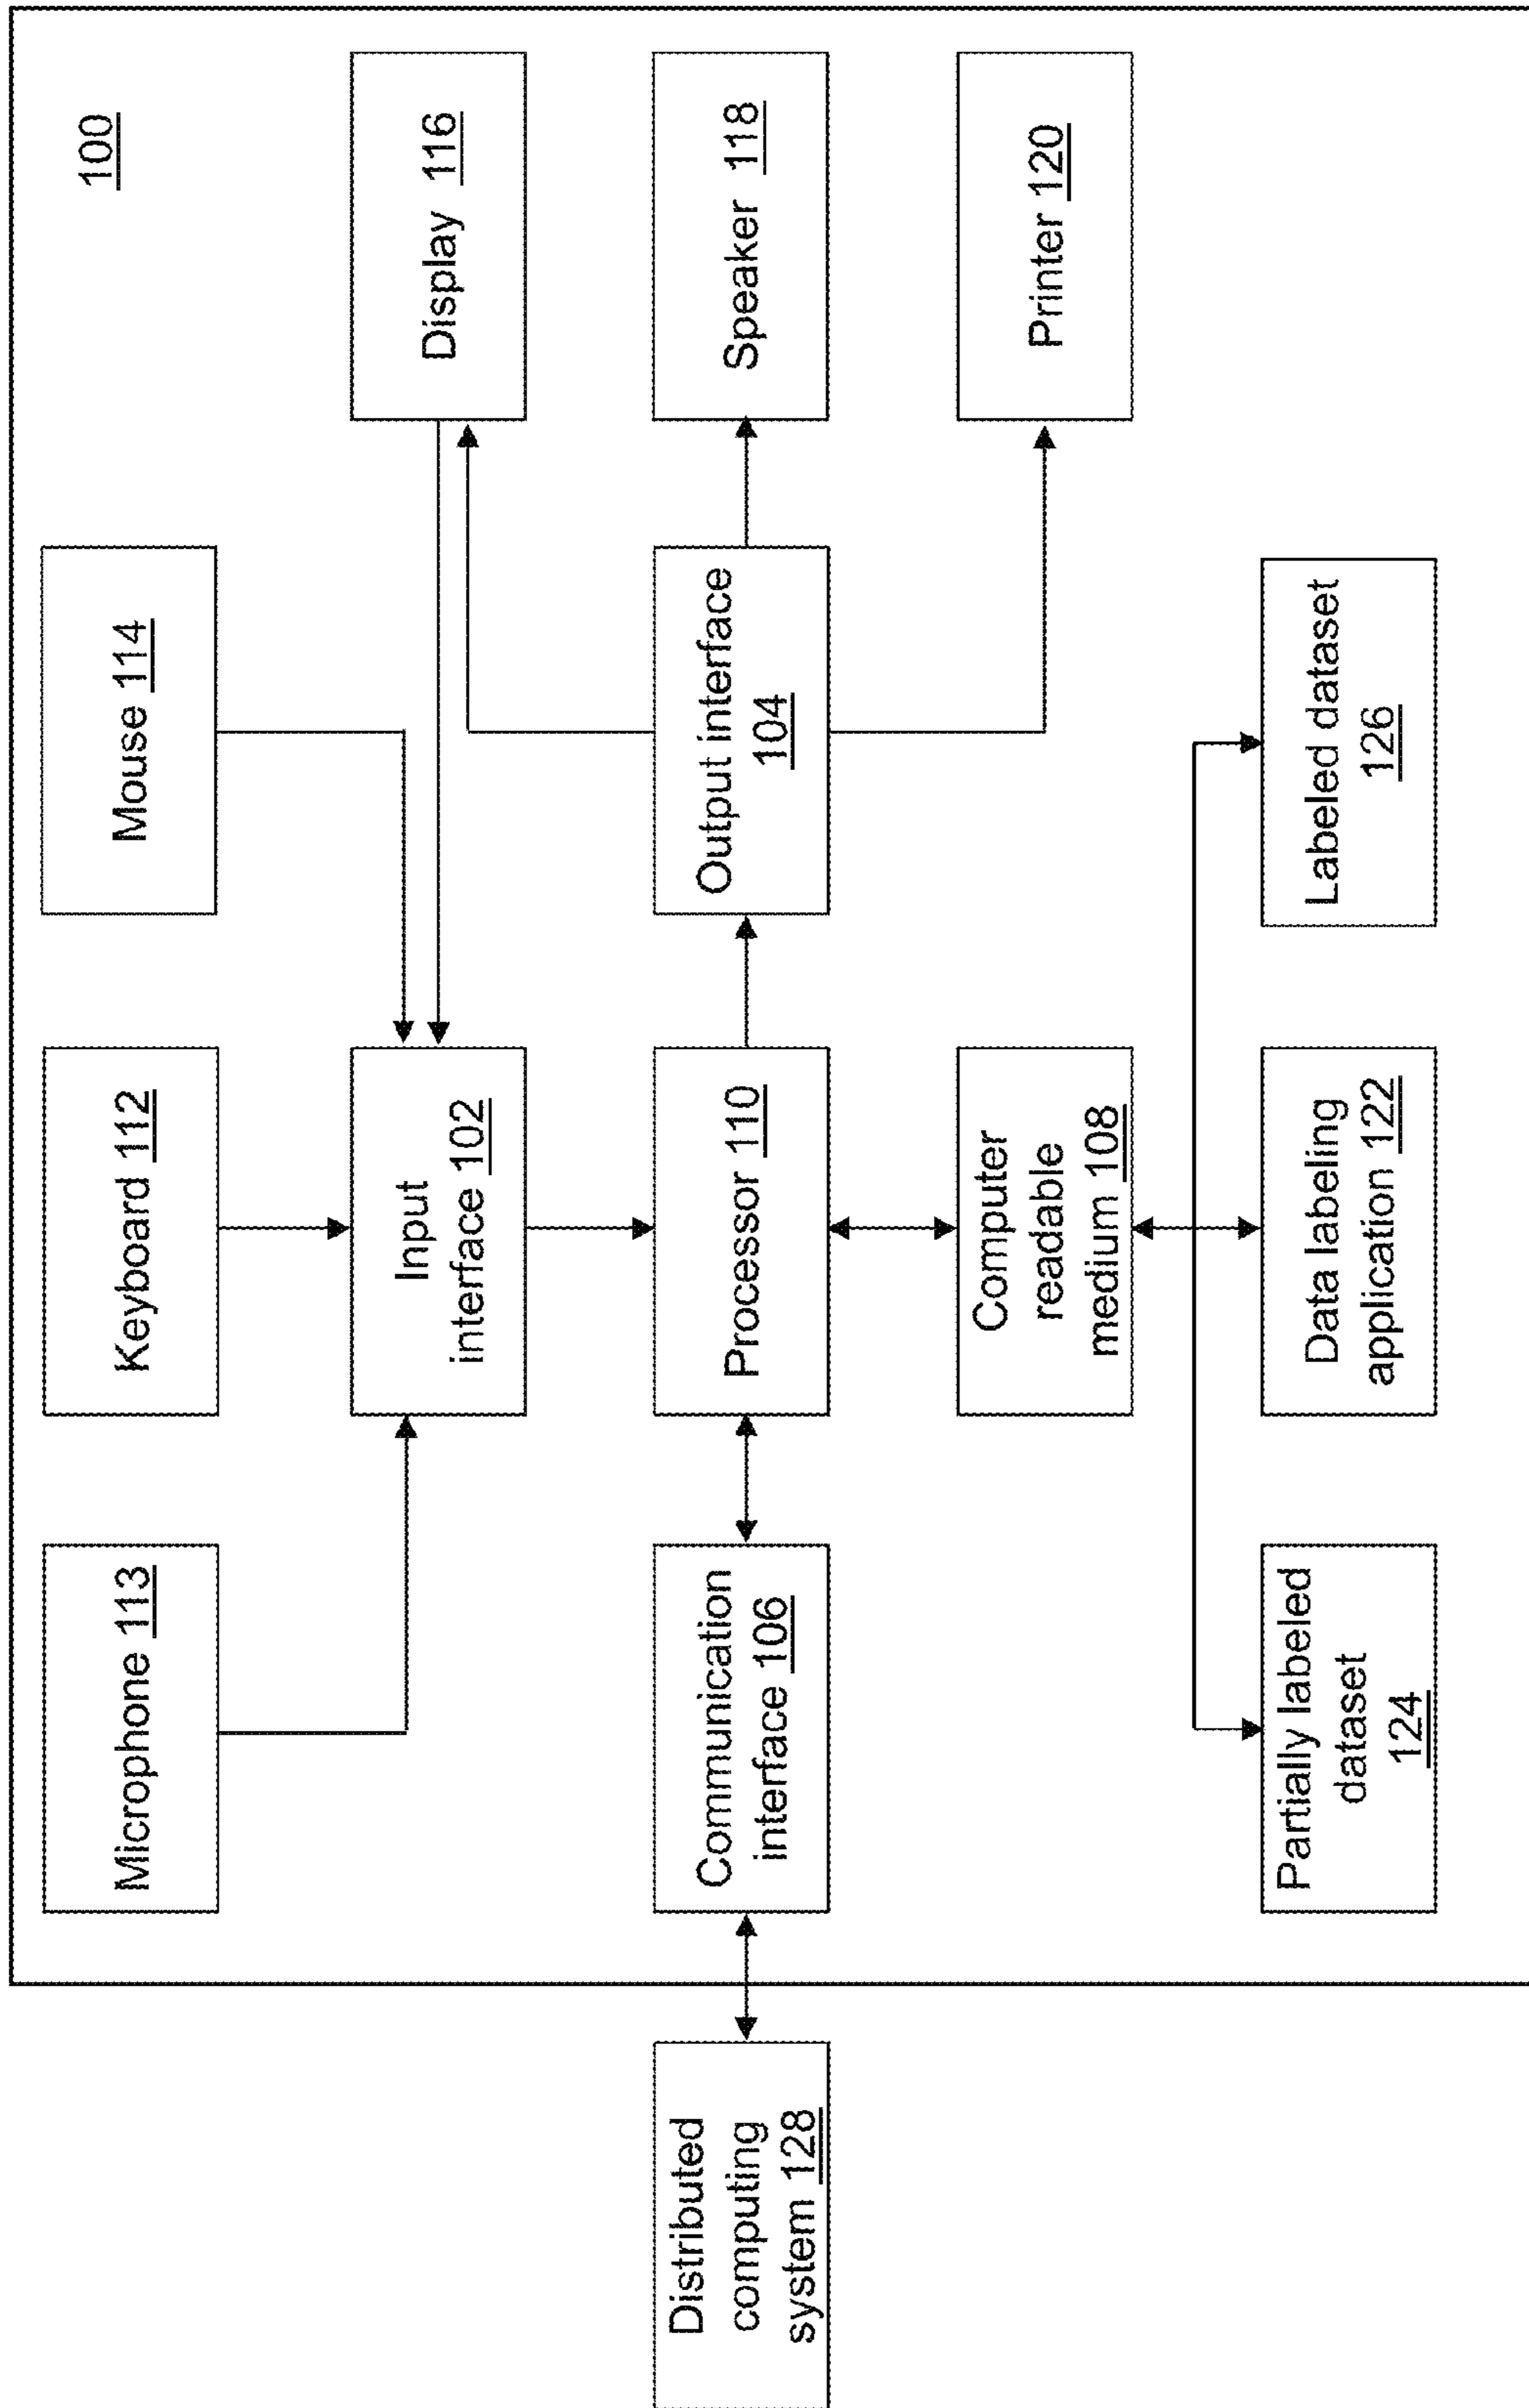 100
Microphone 113
Keyboard 112
Mouse 114
Input
interface 102
Display 116
Distributed
computing
system 128
Communication
interface 106
Processor 110
Output interface
104
Speaker 118
Computer
readable
medium 108
Printer 120
Partially labeled
dataset
124
Data labeling
application 122
Labeled dataset
126